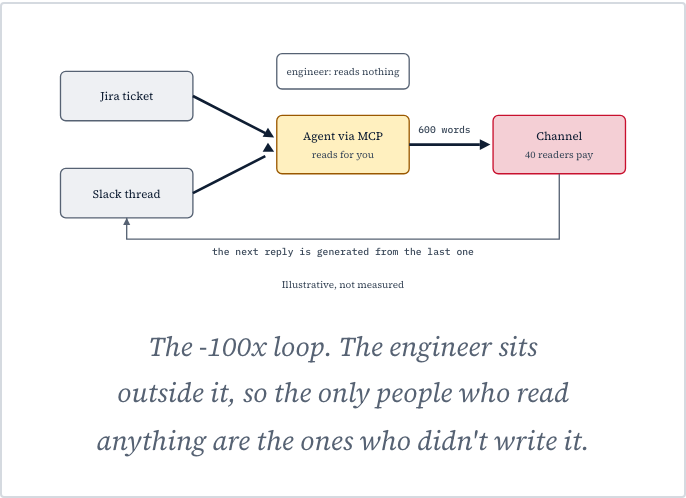 engineer: reads nothing
Jira ticket
Agent via MCP
reads for you
600 words
Channel
40 readers pay
Slack thread
the next reply is generated from the last one
Illustrative, not measured
The -100x loop. The engineer sits
outside it, so the only people who read
anything are the ones who didn't write it.